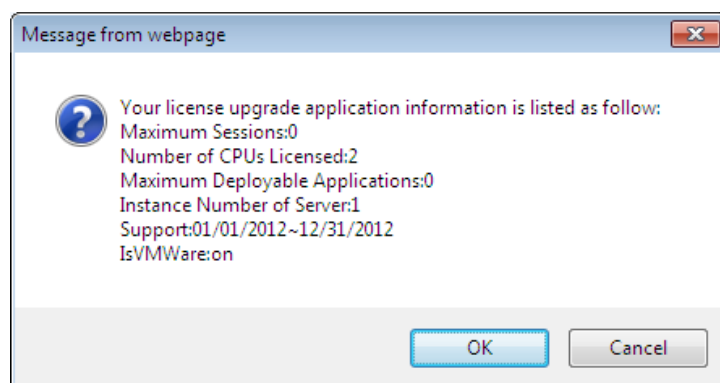 Message from webpage
Your license upgrade application information is listed as follow:
Maximum Sessions:0
Number of CPUs Licensed:2
Maximum Deployable Applications:0
Instance Number of Server:1
Support:01/01/2012~12/31/2012
IsVMWare:on
OK
Cancel